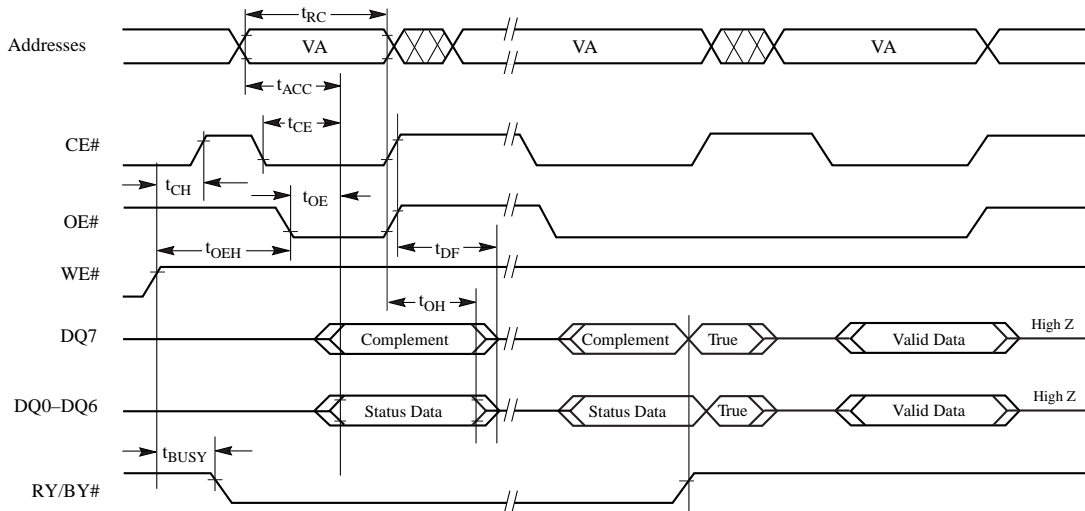 tRC
Addresses VA VA VA
tACC
tCE
CE#
tCH
tOE
OE#
tOEH tDF
WE#
tOH
DQ7 Complement Complement True Valid Data High Z
DQ0–DQ6 Status Data Status Data True Valid Data High Z
tBUSY
RY/BY#